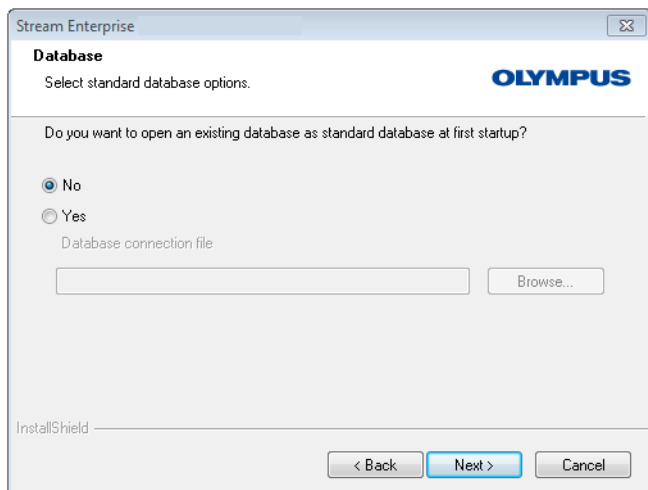 Stream Enterprise
Database
Select standard database options.
OLYMPUS
Do you want to open an existing database as standard database at first startup?
No
Yes
Database connection file
Browse...
InstallShield
< Back
Next >
Cancel